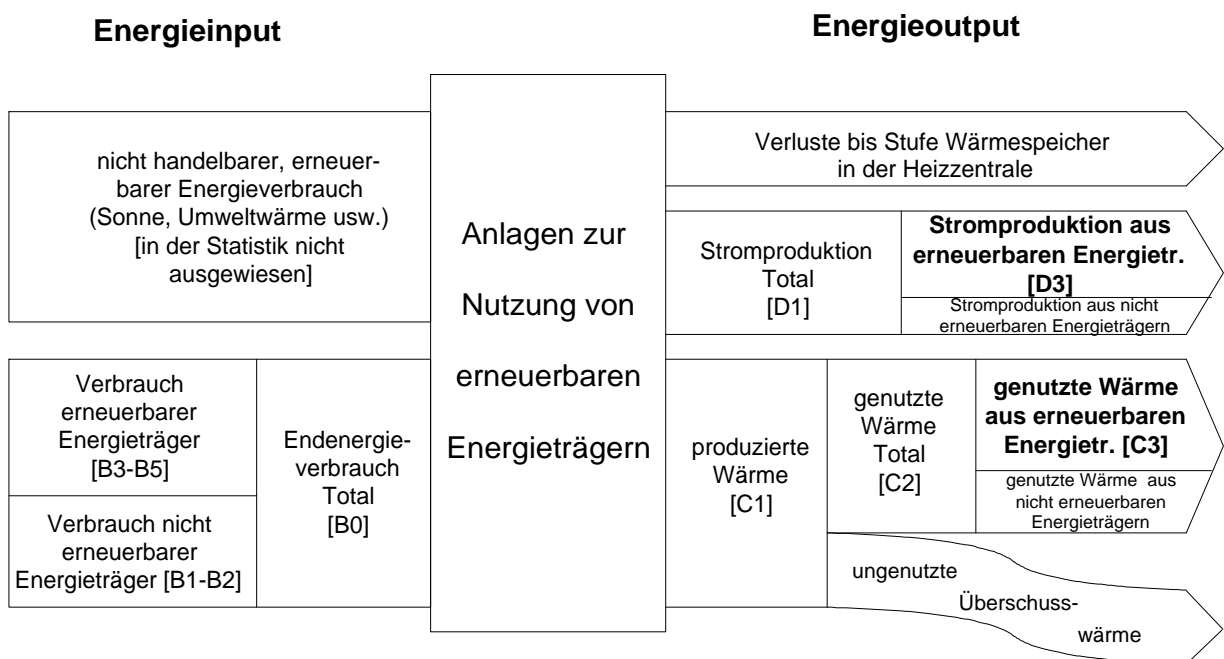 Energieinput
Energieoutput
nicht handelbarer, erneuer-
barer Energieverbrauch
(Sonne, Umweltwärme usw.)
[in der Statistik nicht
ausgewiesen]
Verbrauch
erneuerbarer
Energieträger
[B3-B5]
Verbrauch nicht
erneuerbarer
Energieträger [B1-B2]
Endenergie-
verbrauch
Total
[B0]
Anlagen zur
Nutzung von
erneuerbaren
Energieträgern
Verluste bis Stufe Wärmespeicher
in der Heizzentrale
Stromproduktion
Total
[D1]
Stromproduktion aus
erneuerbaren Energietr.
[D3]
Stromproduktion aus nicht
erneuerbaren Energieträgern
produzierte
Wärme
[C1]
genutzte
Wärme
Total
[C2]
genutzte Wärme
aus erneuerbaren
Energietr. [C3]
genutzte Wärme aus
nicht erneuerbaren
Energieträgern
ungenutzte
Überschuss-
wärme